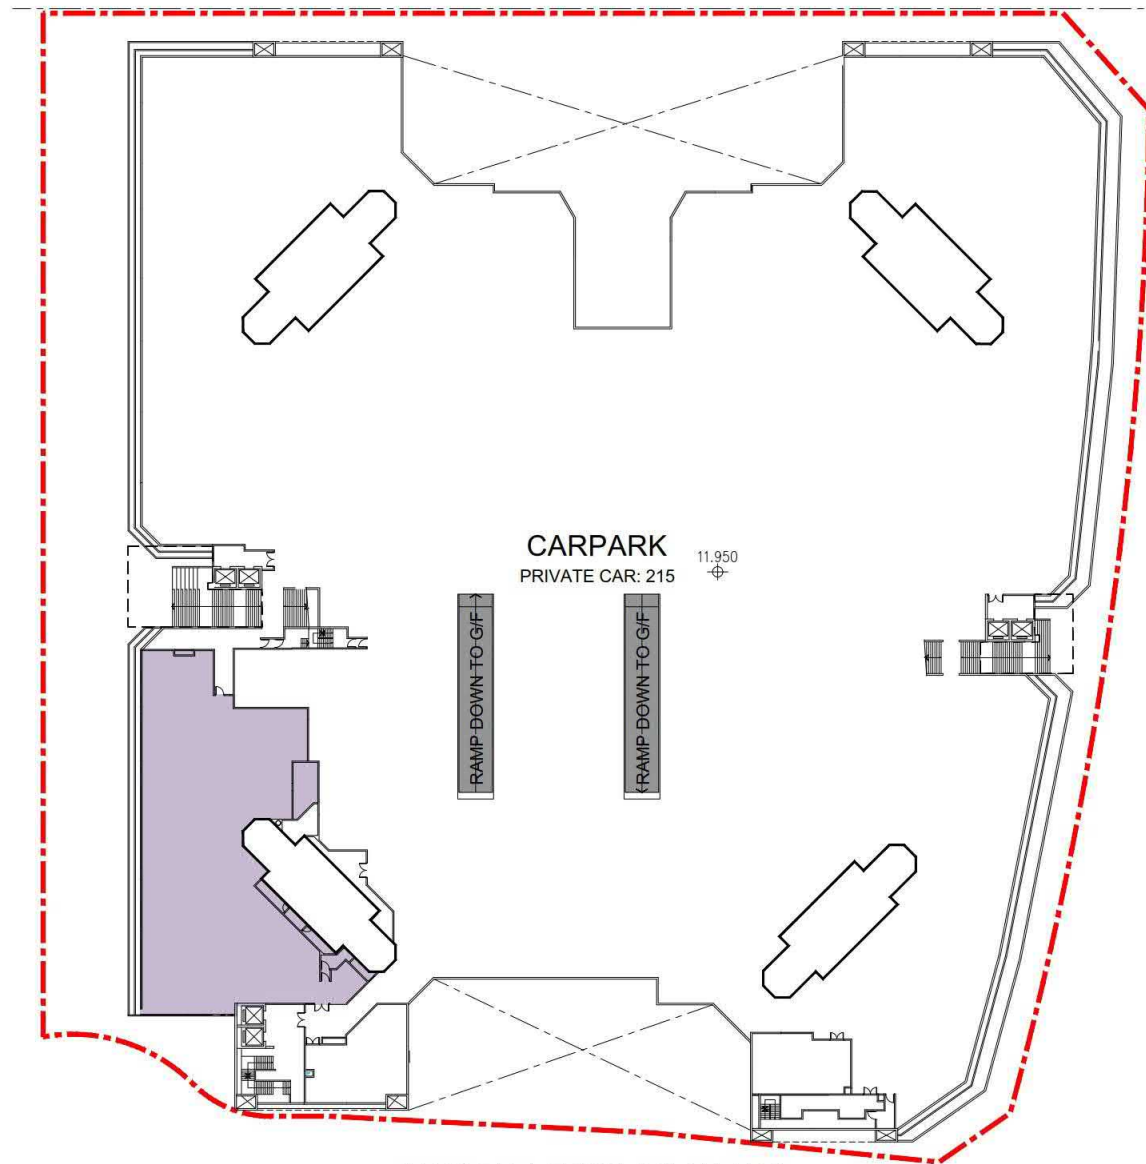 CARPARK
PRIVATE CAR: 215
11.950
RAMP DOWN TO G/F
RAMP DOWN TO G/F